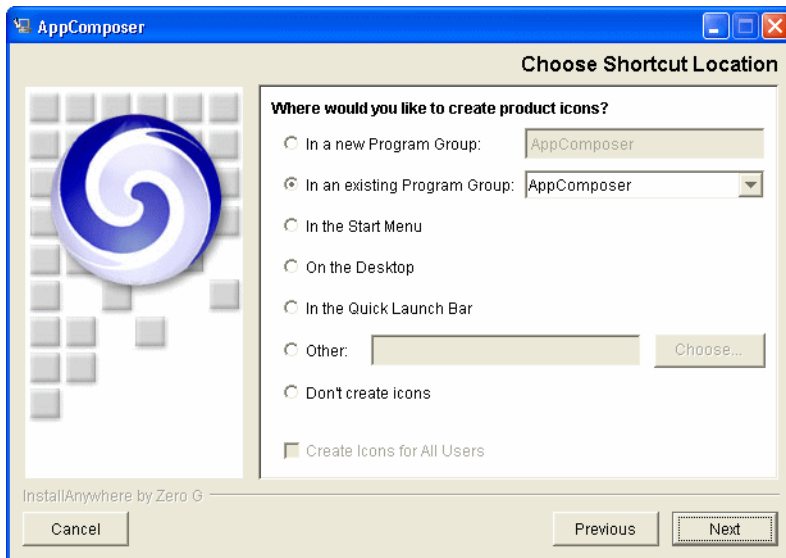 AppComposer
Choose Shortcut Location
Where would you like to create product icons?
In a new Program Group: AppComposer
In an existing Program Group: AppComposer
In the Start Menu
On the Desktop
In the Quick Launch Bar
Other: Choose...
Don't create icons
Create Icons for All Users
InstallAnywhere by Zero G
Cancel Previous Next